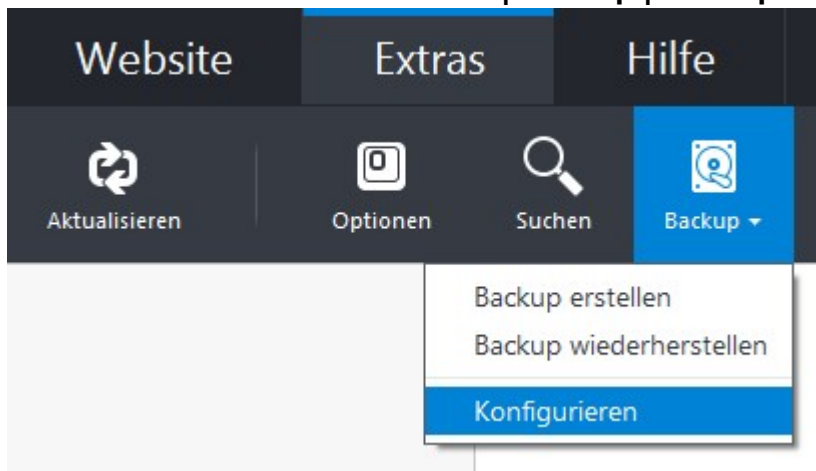 Website Extras Hilfe
Aktualisieren Optionen Suchen Backup
Backup erstellen
Backup wiederherstellen
Konfigurieren